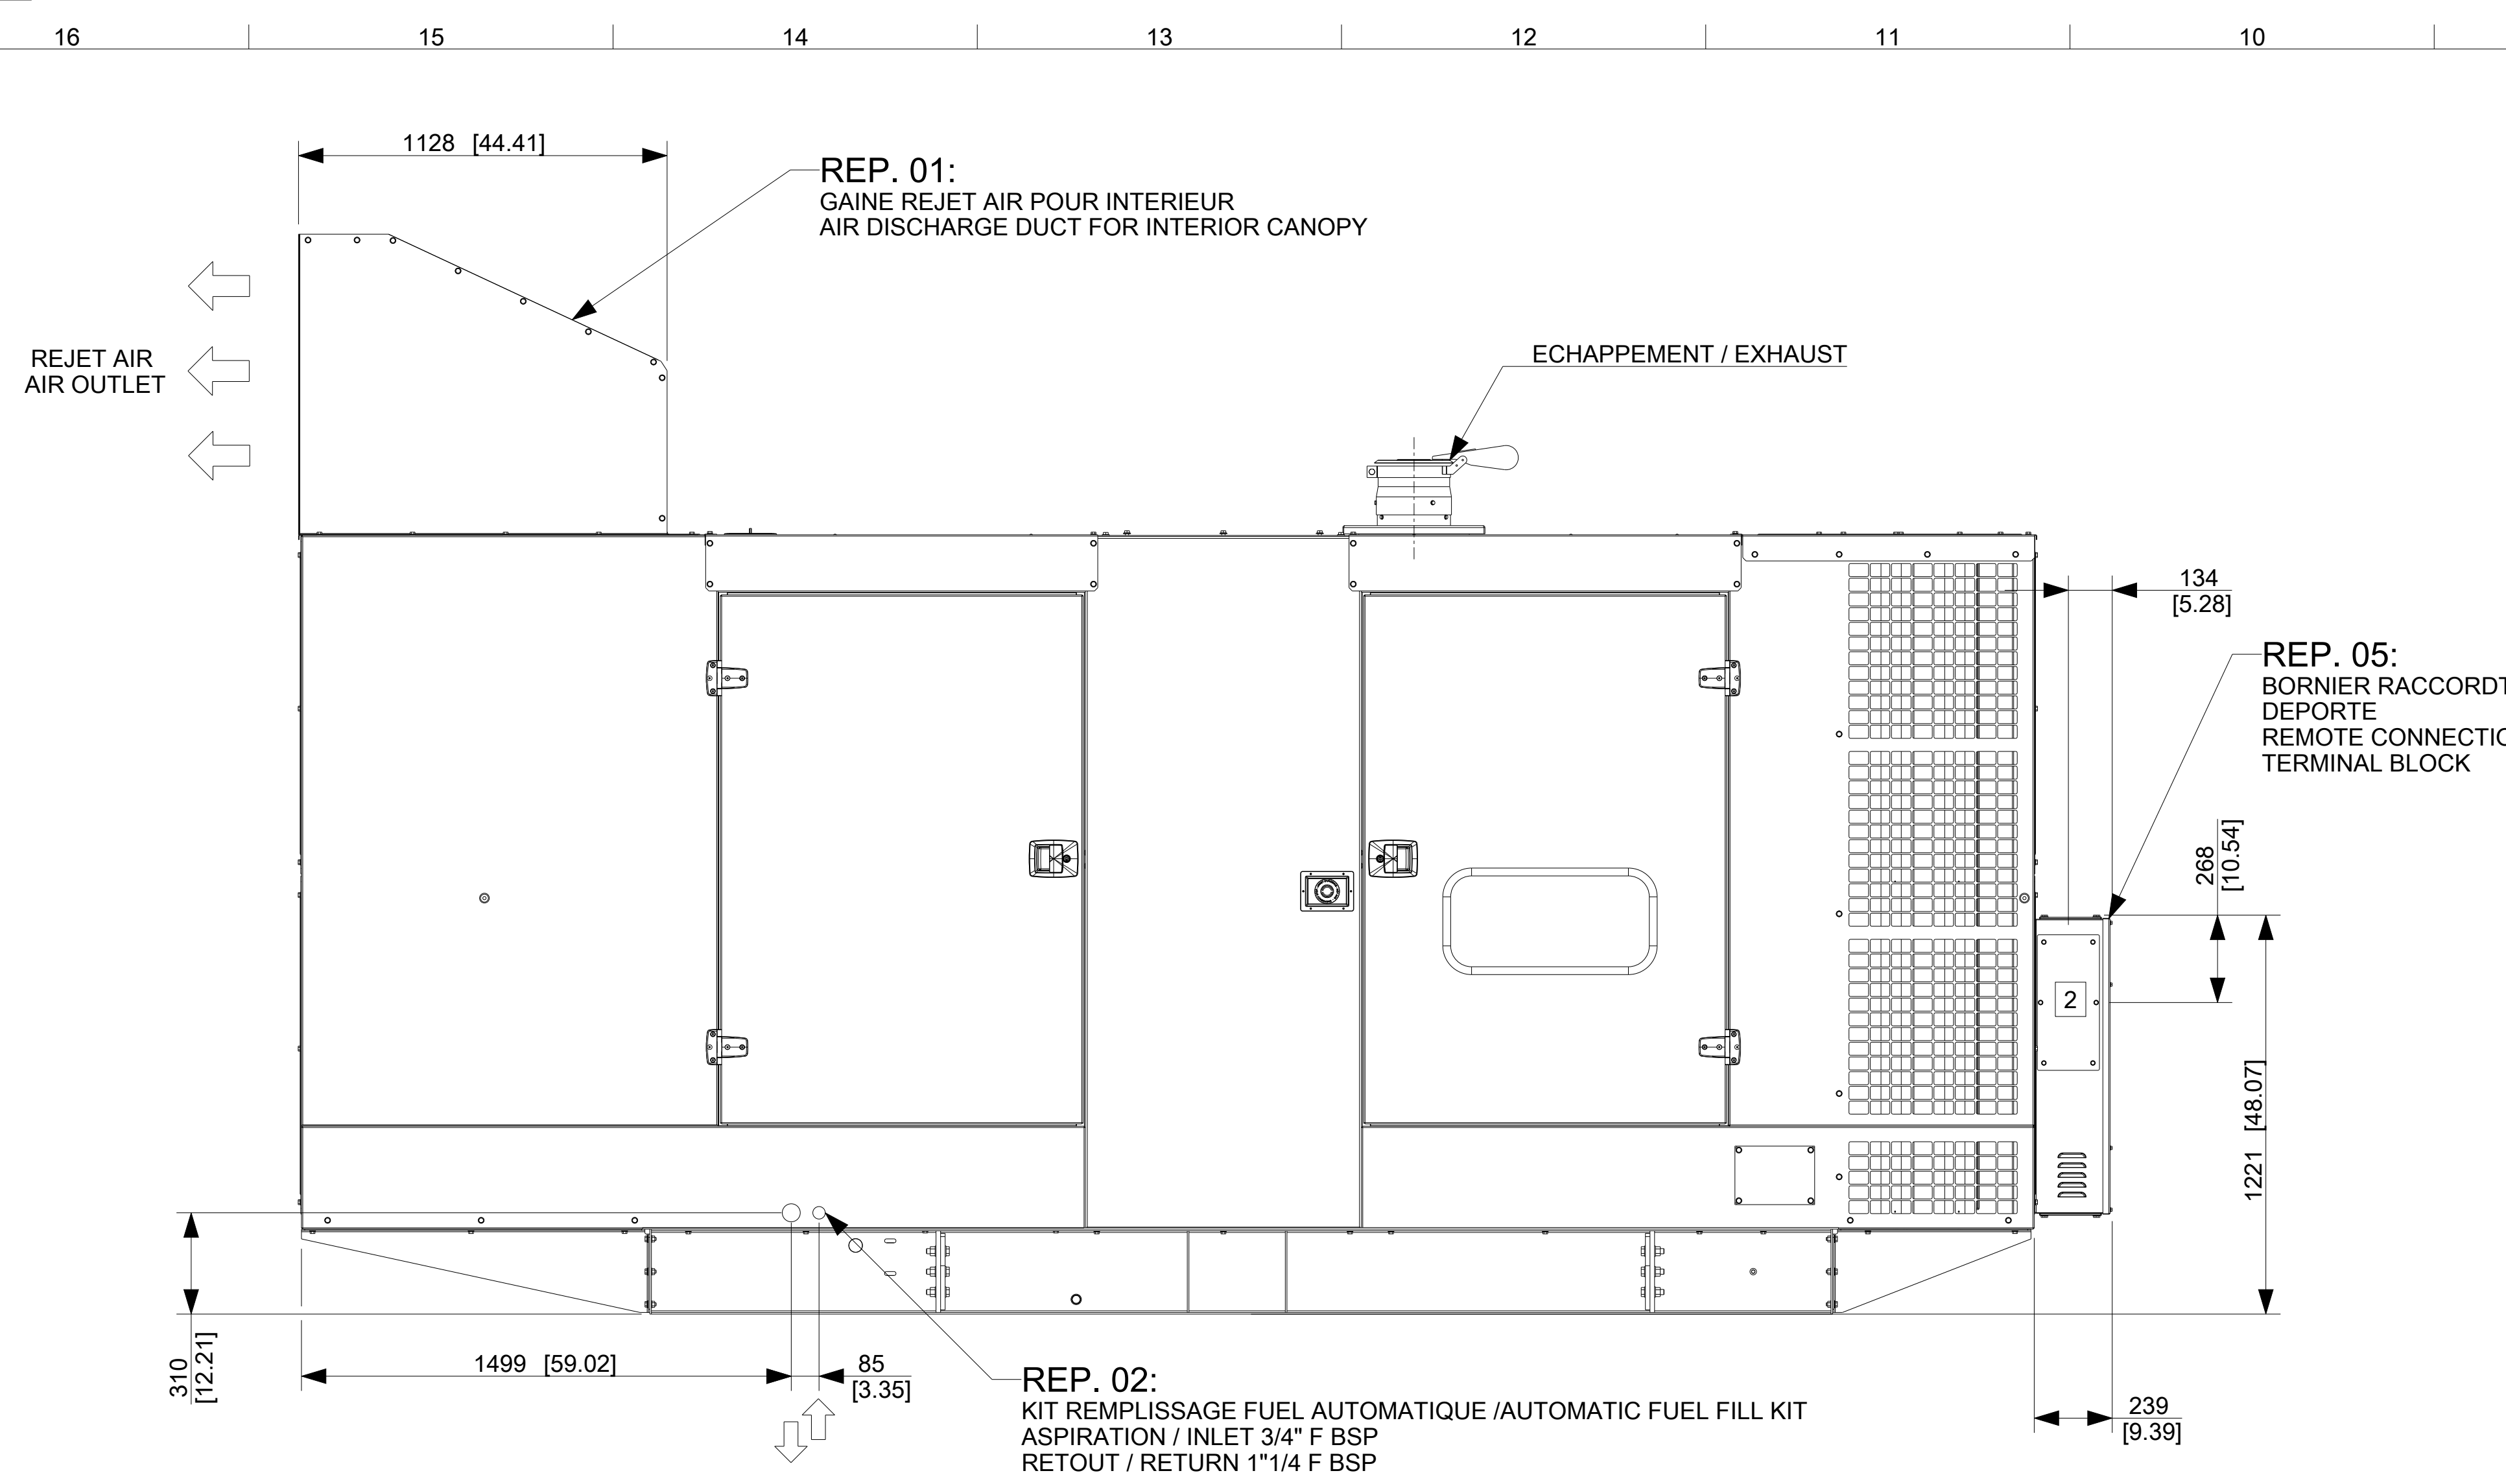 16 15 14 13 12 11 10
1128 [44.41]
REP. 01:
GAINE REJET AIR POUR INTERIEUR
AIR DISCHARGE DUCT FOR INTERIOR CANOPY
REJET AIR
AIR OUTLET
ECHAPPEMENT / EXHAUST
134
[5.28]
REP. 05:
BORNIER RACCORDT
DEPORTE
REMOTE CONNECTIO
TERMINAL BLOCK
268
[10.54]
2
1221 [48.07]
310
[12.21]
1499 [59.02]
85
[3.35]
REP. 02:
KIT REMPLISSAGE FUEL AUTOMATIQUE /AUTOMATIC FUEL FILL KIT
ASPIRATION / INLET 3/4" F BSP
RETOUT / RETURN 1"1/4 F BSP
239
[9.39]